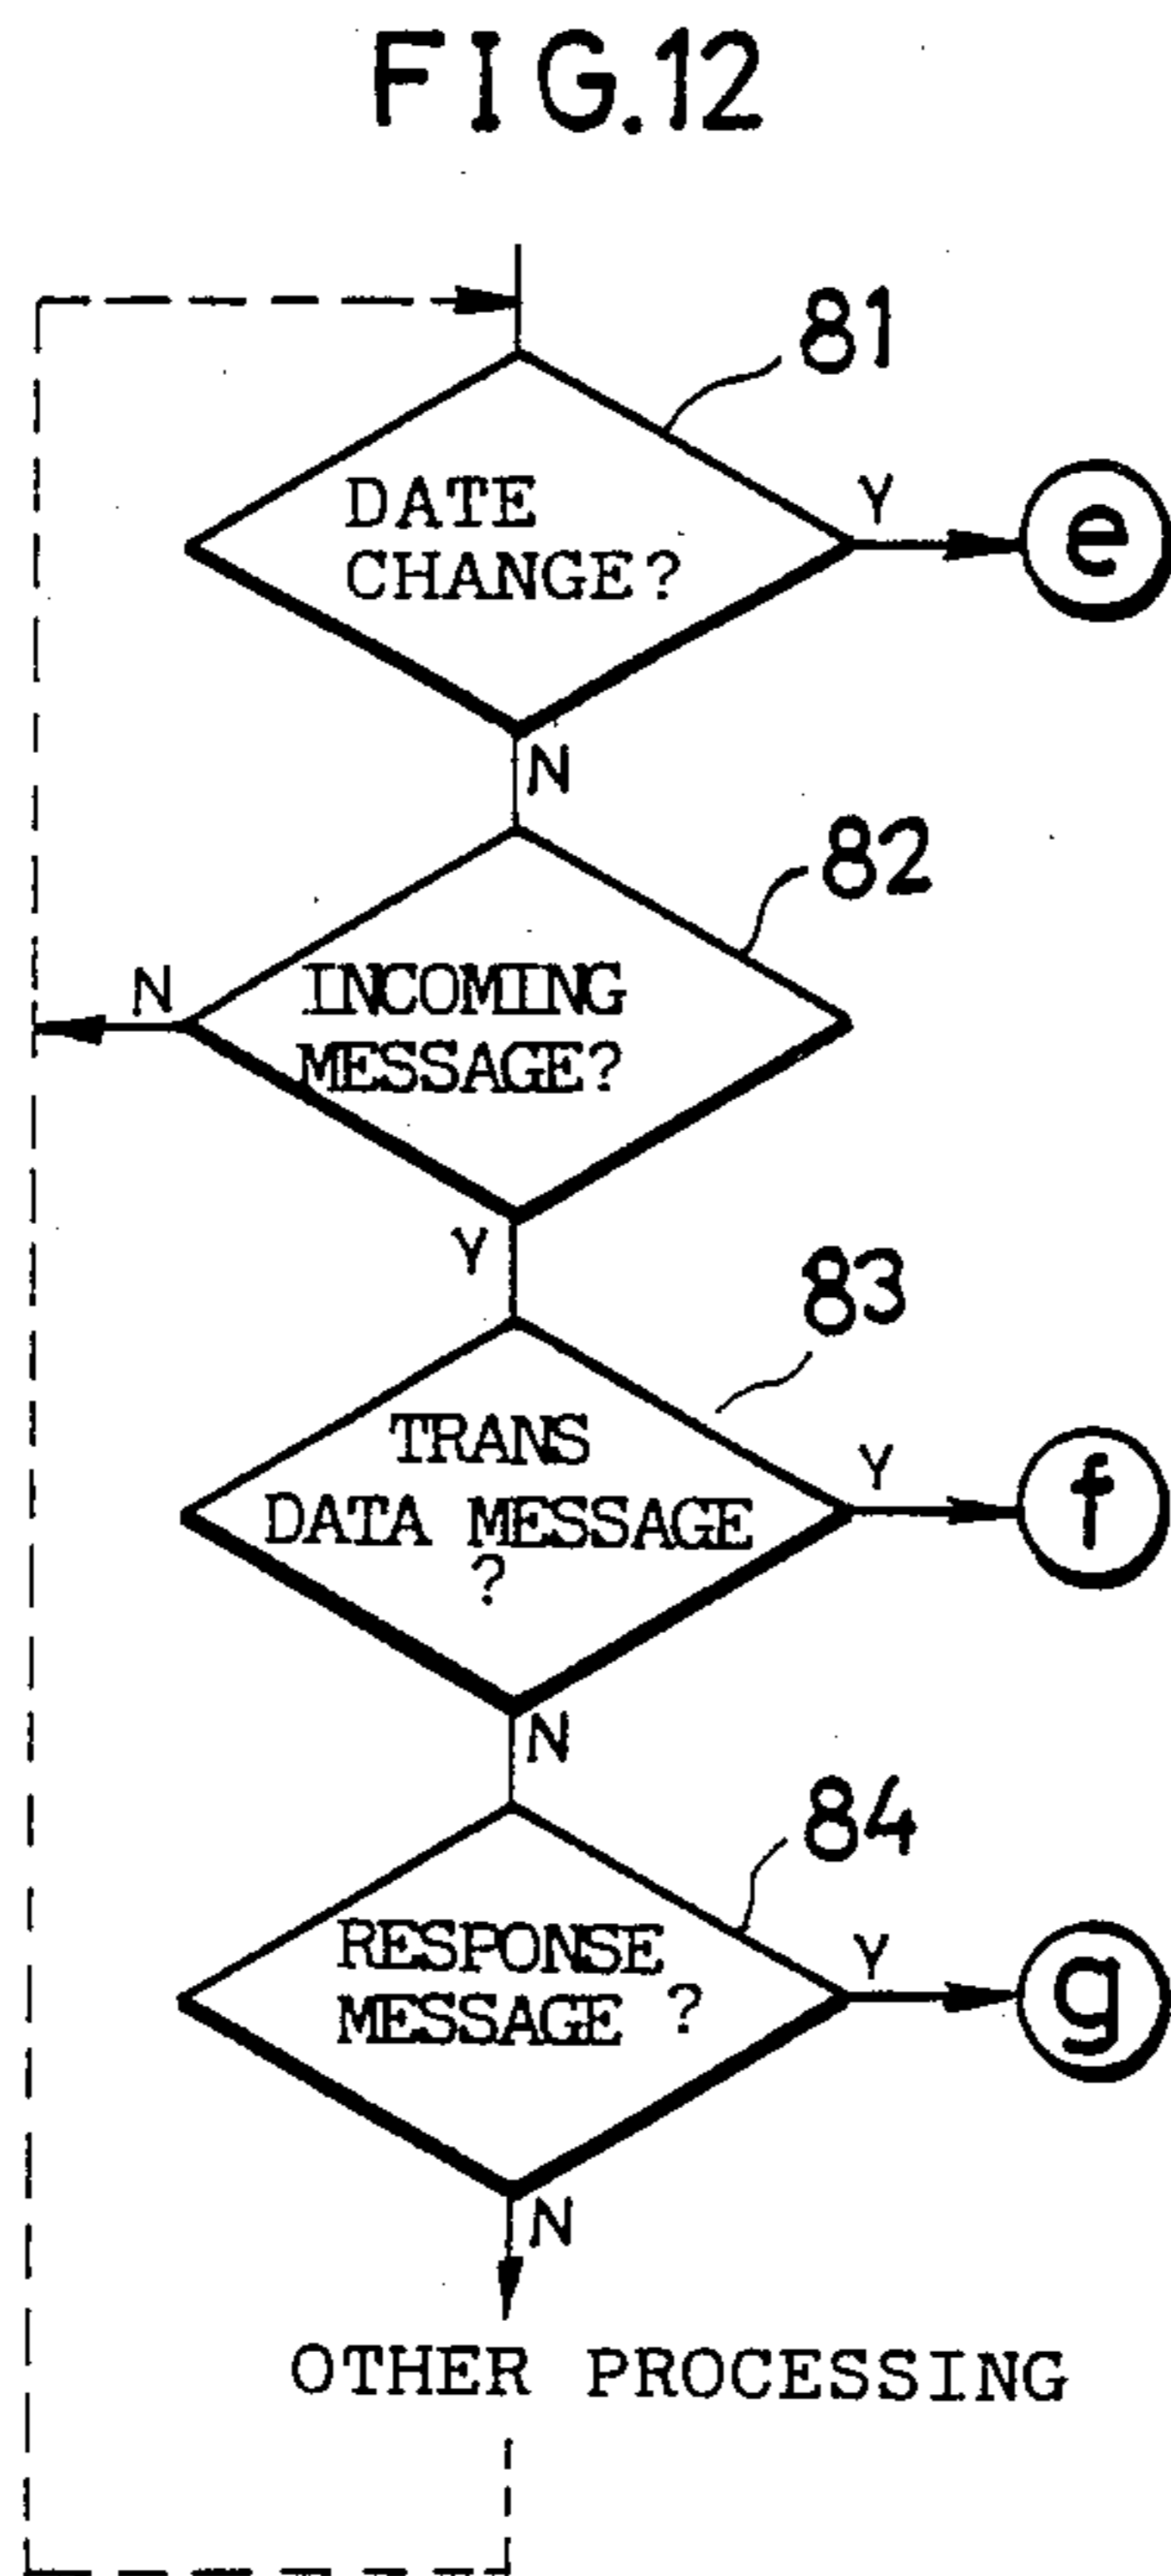 FIG.12
81
DATE
CHANGE?
Y
e
N
82
INCOMING
MESSAGE?
N
Y
83
TRANS
DATA MESSAGE
?
Y
f
N
84
RESPONSE
MESSAGE ?
Y
g
N
OTHER PROCESSING